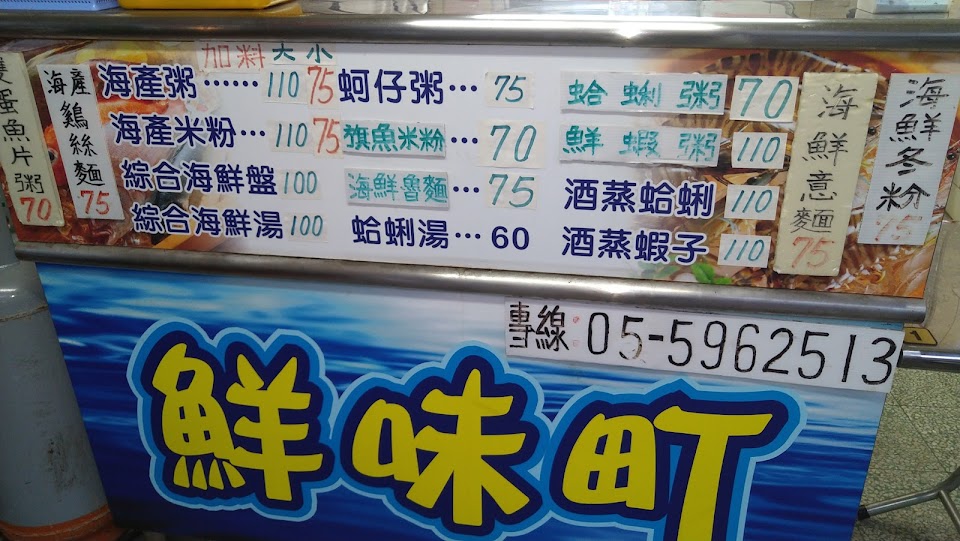 雙蛋魚片粥 70
海產雞絲麵 75
加料 大 小
海產粥……110 75
海產米粉…110 75
綜合海鮮盤 100
綜合海鮮湯 100
蚵仔粥…75
旗魚米粉…70
海鮮魯麵…75
蛤蜊湯…60
蛤蜊粥 70
鮮蝦粥 110
酒蒸蛤蜊 110
酒蒸蝦子 110
海鮮意麵 75
海鮮冬粉 75
專線:05-5962513
鮮味町